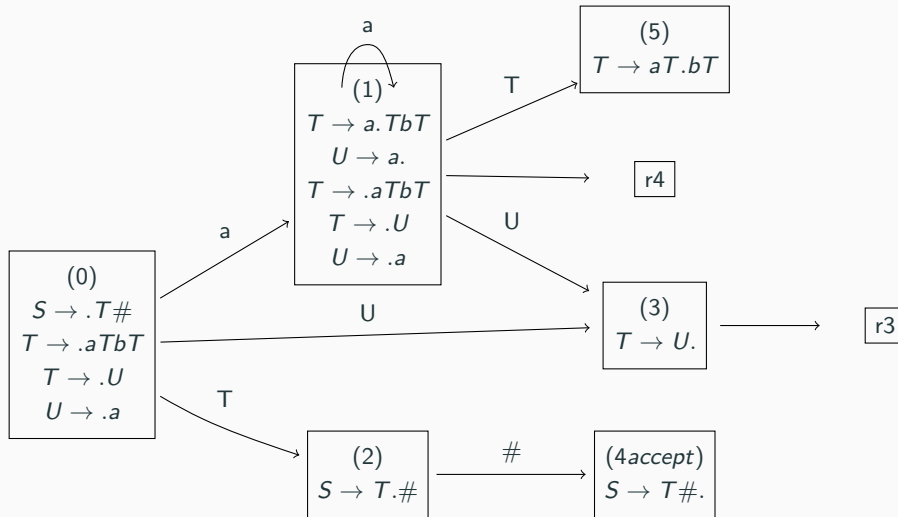 a
(1)
T → a.TbT
U → a.
T → .aTbT
T → .U
U → .a
T
(5)
T → aT.bT
r4
U
a
(0)
S → .T#
T → .aTbT
T → .U
U → .a
U
(3)
T → U.
r3
T
(2)
S → T.#
#
(4accept)
S → T#.